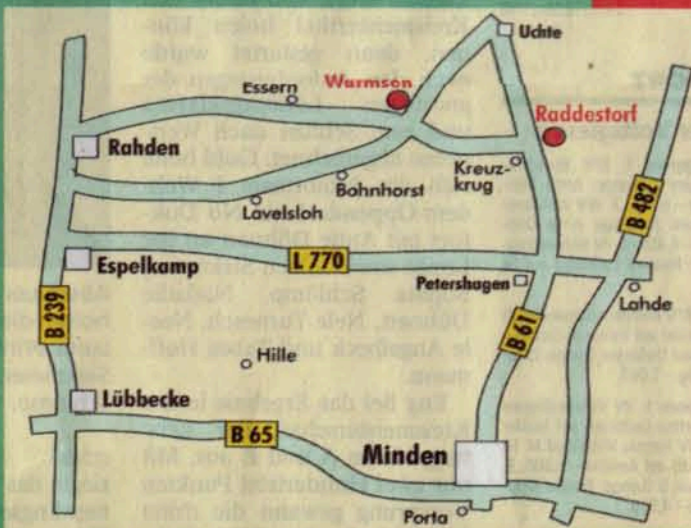 Uchte
Essern
Warmsen
Raddestorf
Rahden
Kreuz-
krug
Bohnhorst
Lavelsloh
B 482
Espelkamp
L 770
Petershagen
Lahde
B 239
B 61
Hille
Lübbecke
B 65
Minden
Porta